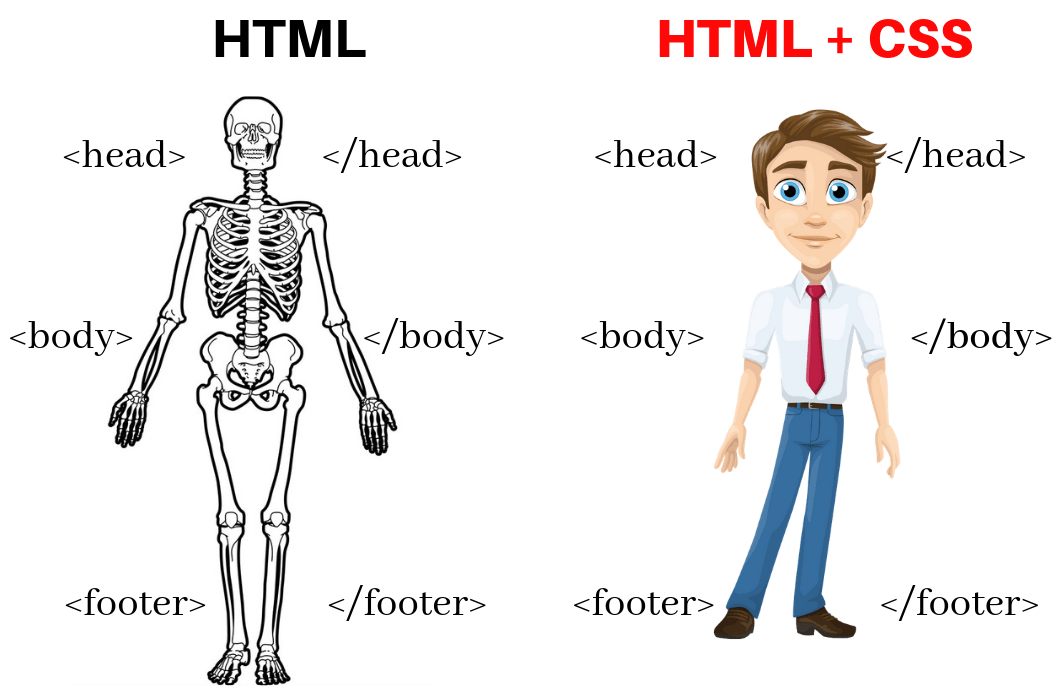 HTML
<head> </head>
<body> </body>
<footer> </footer>
HTML + CSS
<head> </head>
<body> </body>
<footer> </footer>